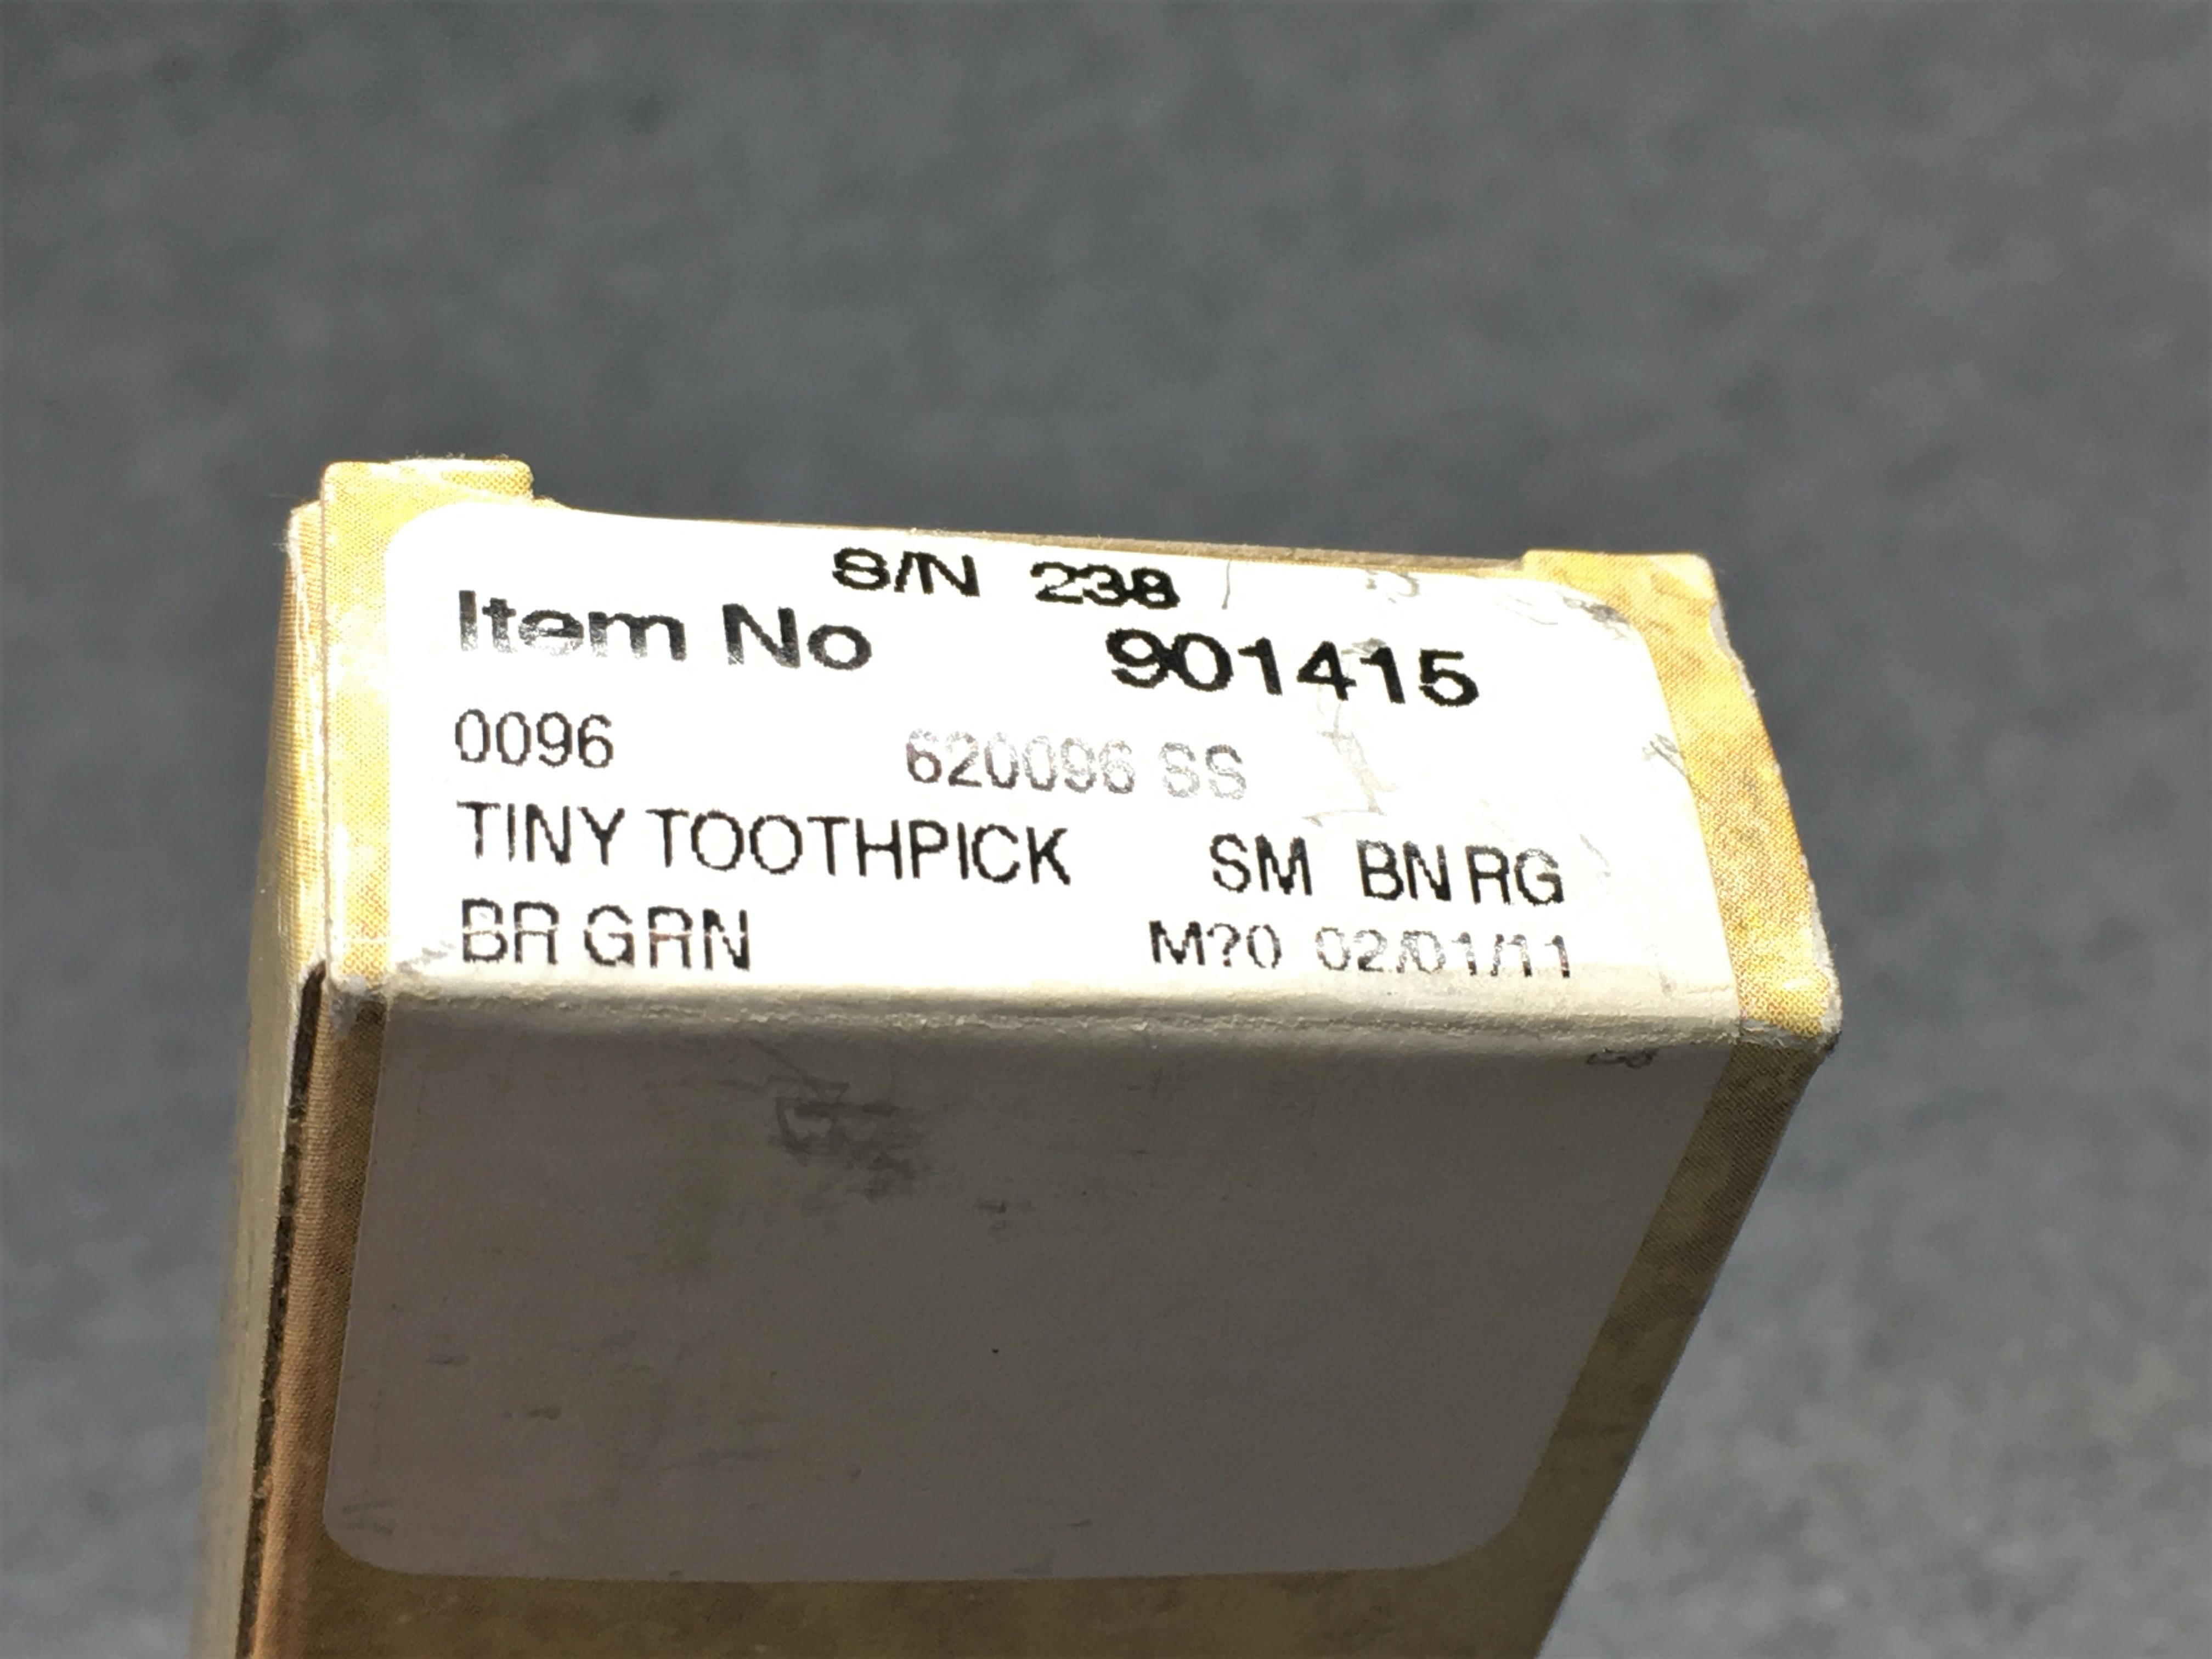 S/N 238
Item No 901415
0096 620096 SS
TINY TOOTHPICK SM BN RG
BR GRN M?0 02/01/11